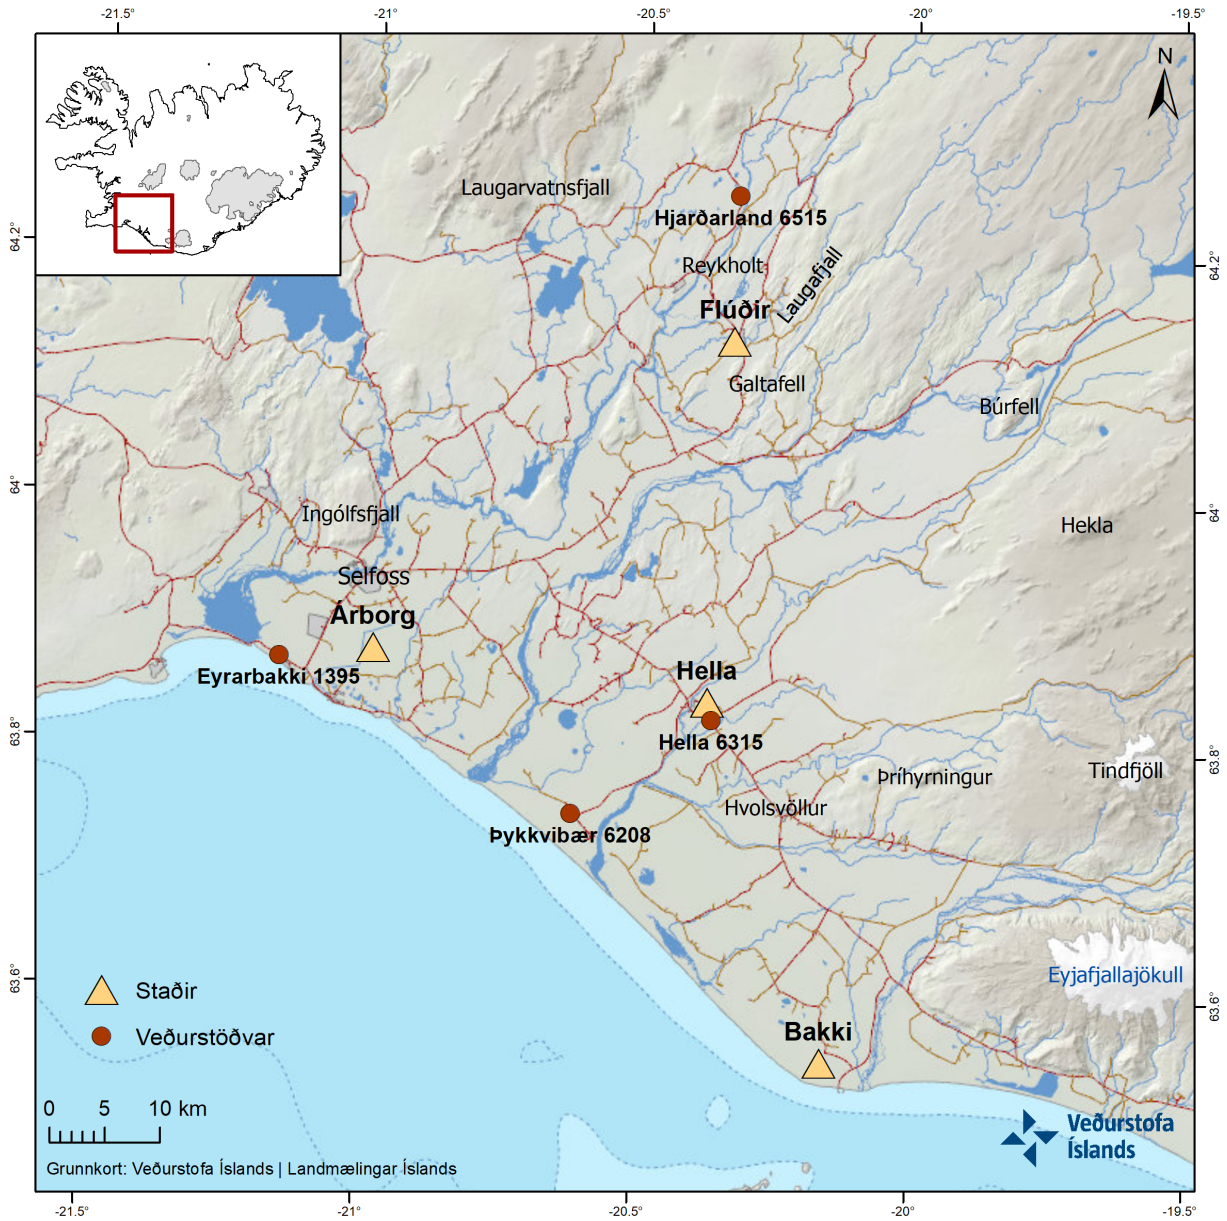 -21.5°
-21°
-20.5°
-20°
-19.5°
N
Laugarvatnsfjall
Hjarðarland 6515
64.2°
64.2°
Reykholt
Laugafjall
Flúðir
Galtafell
Búrfell
64°
64°
Ingólfsfjall
Hekla
Selfoss
Árborg
Eyrarbakki 1395
Hella
Hella 6315
63.8°
63.8°
Þríhyrningur
Tindfjöll
Hvolsvöllur
Þykkvibær 6208
Eyjafjallajökull
63.6°
63.6°
Staðir
Veðurstöðvar
Bakki
0 5 10 km
Veðurstofa
Íslands
Grunnkort: Veðurstofa Íslands | Landmælingar Íslands
-21.5°
-21°
-20.5°
-20°
-19.5°